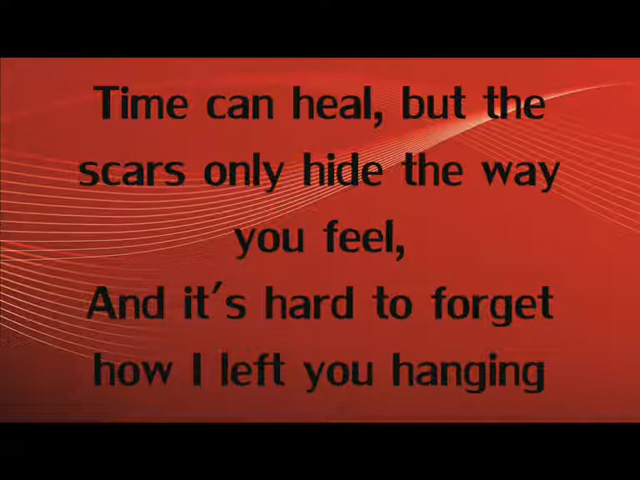 Time can heal, but the
scars only hide the way
you feel,
And it's hard to forget
how I left you hanging